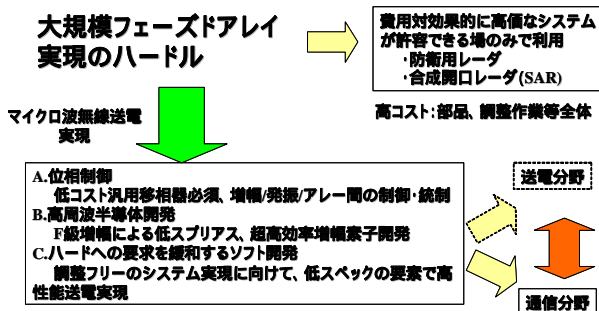 大規模フェーズドアレイ
実現のハードル
費用対効果的に高価なシステム
が許容できる場のみで利用
・防衛用レーダ
・合成開口レーダ(SAR)
高コスト：部品、調整作業等全体
マイクロ波無線送電
実現
A.位相制御
低コスト汎用移相器必須、増幅/発振/アレー間の制御・統制
B.高周波半導体開発
F級増幅による低スプリアス、超高効率増幅素子開発
C.ハードへの要求を緩和するソフト開発
調整フリーのシステム実現に向けて、低スペックの要素で高
性能送電実現
送電分野
通信分野